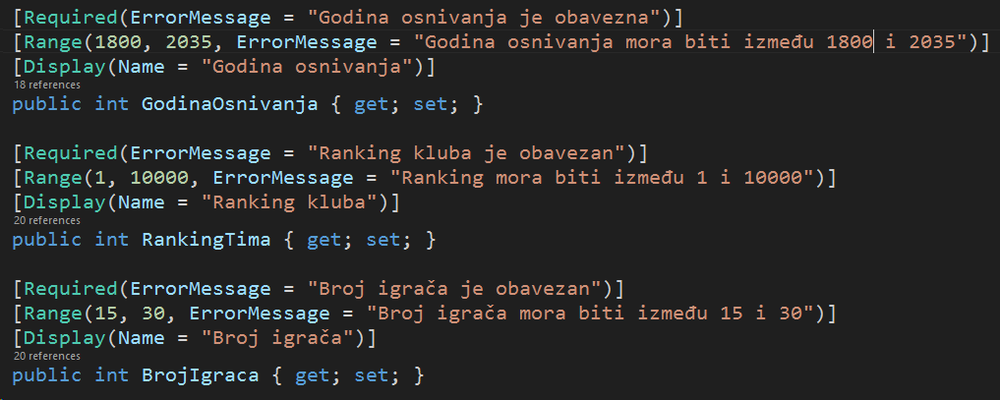 [Required(ErrorMessage = "Godina osnivanja je obavezna")]
[Range(1800, 2035, ErrorMessage = "Godina osnivanja mora biti između 1800 i 2035")]
[Display(Name = "Godina osnivanja")]
18 references
public int GodinaOsnivanja { get; set; }
[Required(ErrorMessage = "Ranking kluba je obavezan")]
[Range(1, 10000, ErrorMessage = "Ranking mora biti između 1 i 10000")]
[Display(Name = "Ranking kluba")]
20 references
public int RankingTima { get; set; }
[Required(ErrorMessage = "Broj igrača je obavezan")]
[Range(15, 30, ErrorMessage = "Broj igrača mora biti između 15 i 30")]
[Display(Name = "Broj igrača")]
20 references
public int BrojIgraca { get; set; }